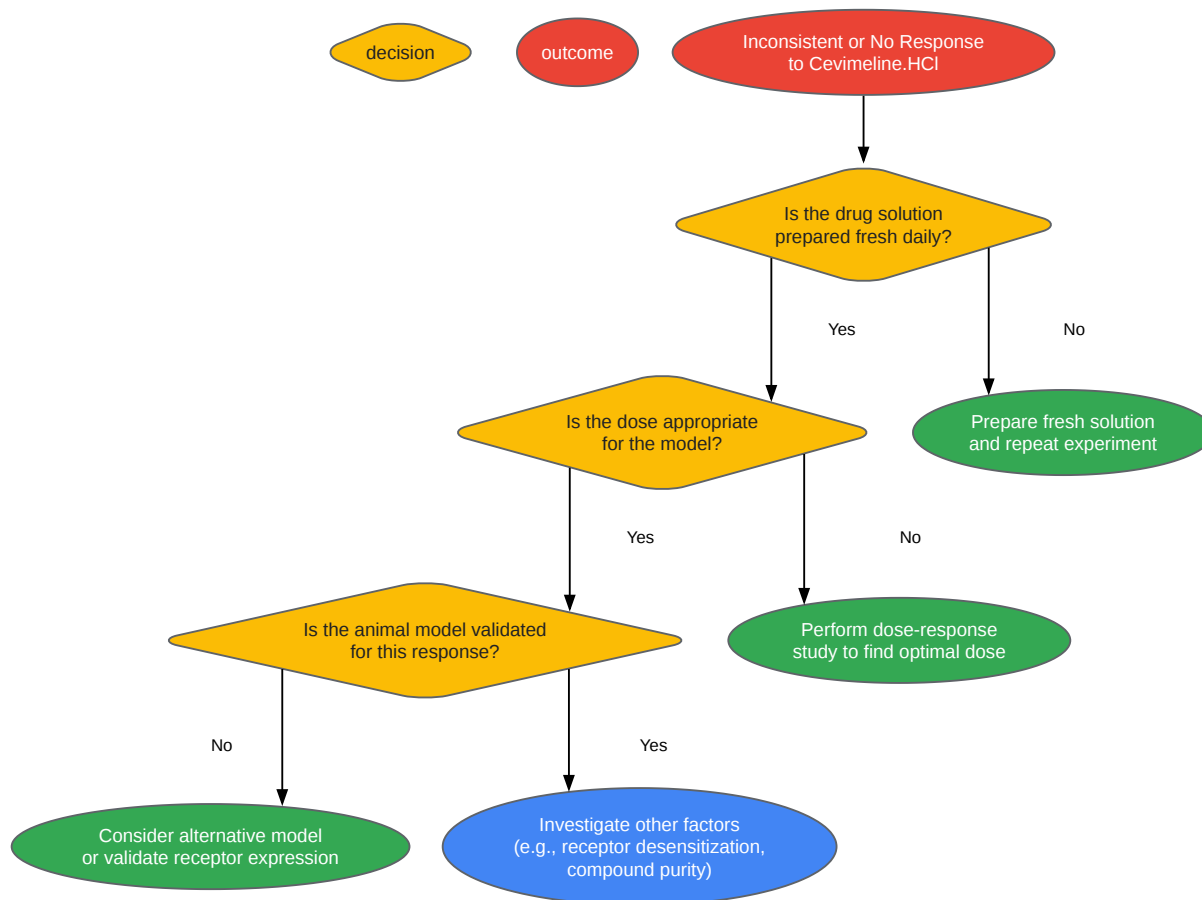 decision
outcome
Inconsistent or No Response
to Cevimeline.HCl
Is the drug solution
prepared fresh daily?
Yes
No
Is the dose appropriate
for the model?
Prepare fresh solution
and repeat experiment
Yes
No
Is the animal model validated
for this response?
Perform dose-response
study to find optimal dose
No
Yes
Consider alternative model
or validate receptor expression
Investigate other factors
(e.g., receptor desensitization,
compound purity)